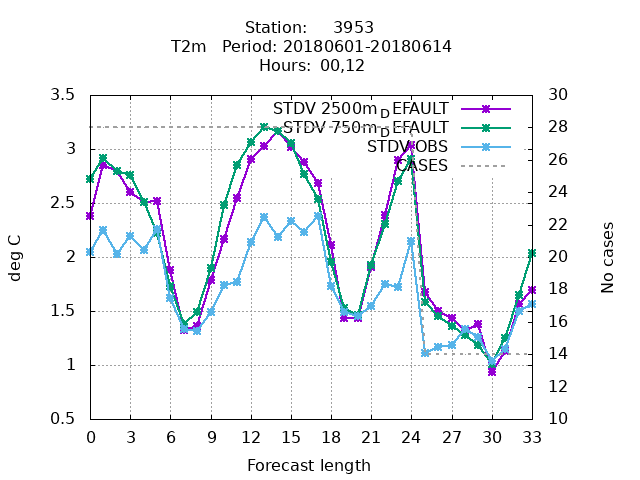 Station: 3953
T2m Period: 20180601-20180614
Hours: 00,12
STDV 2500m_DEFAULT
STDV 750m_DEFAULT
STDV OBS
CASES
deg C
No cases
3.5
3
2.5
2
1.5
1
0.5
30
28
26
24
22
20
18
16
14
12
10
0 3 6 9 12 15 18 21 24 27 30 33
Forecast length